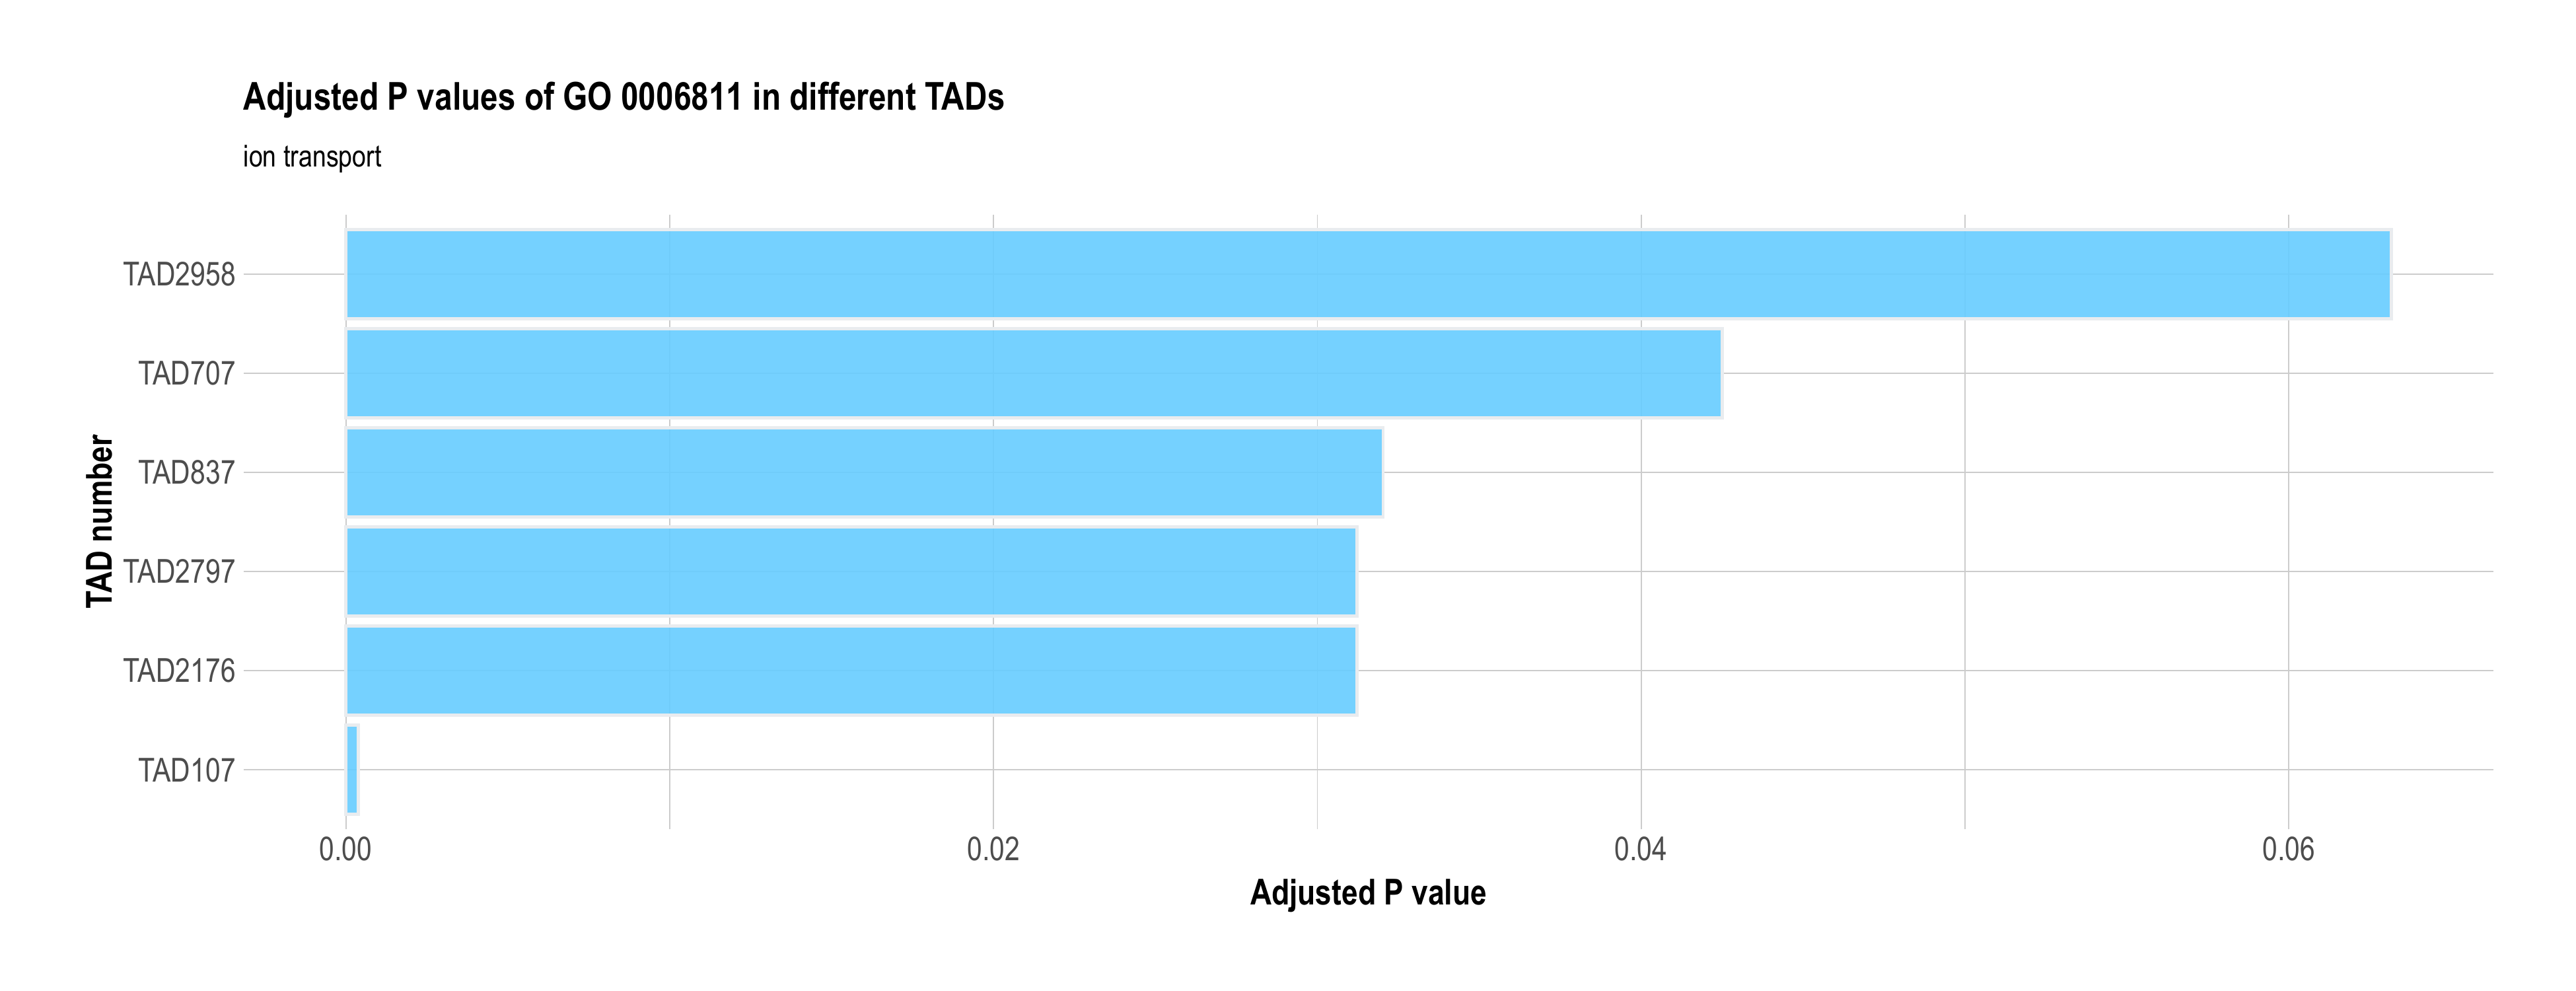 Adjusted P values of GO 0006811 in different TADs
ion transport
TAD number
TAD2958
TAD707
TAD837
TAD2797
TAD2176
TAD107
0.00
0.02
0.04
0.06
Adjusted P value